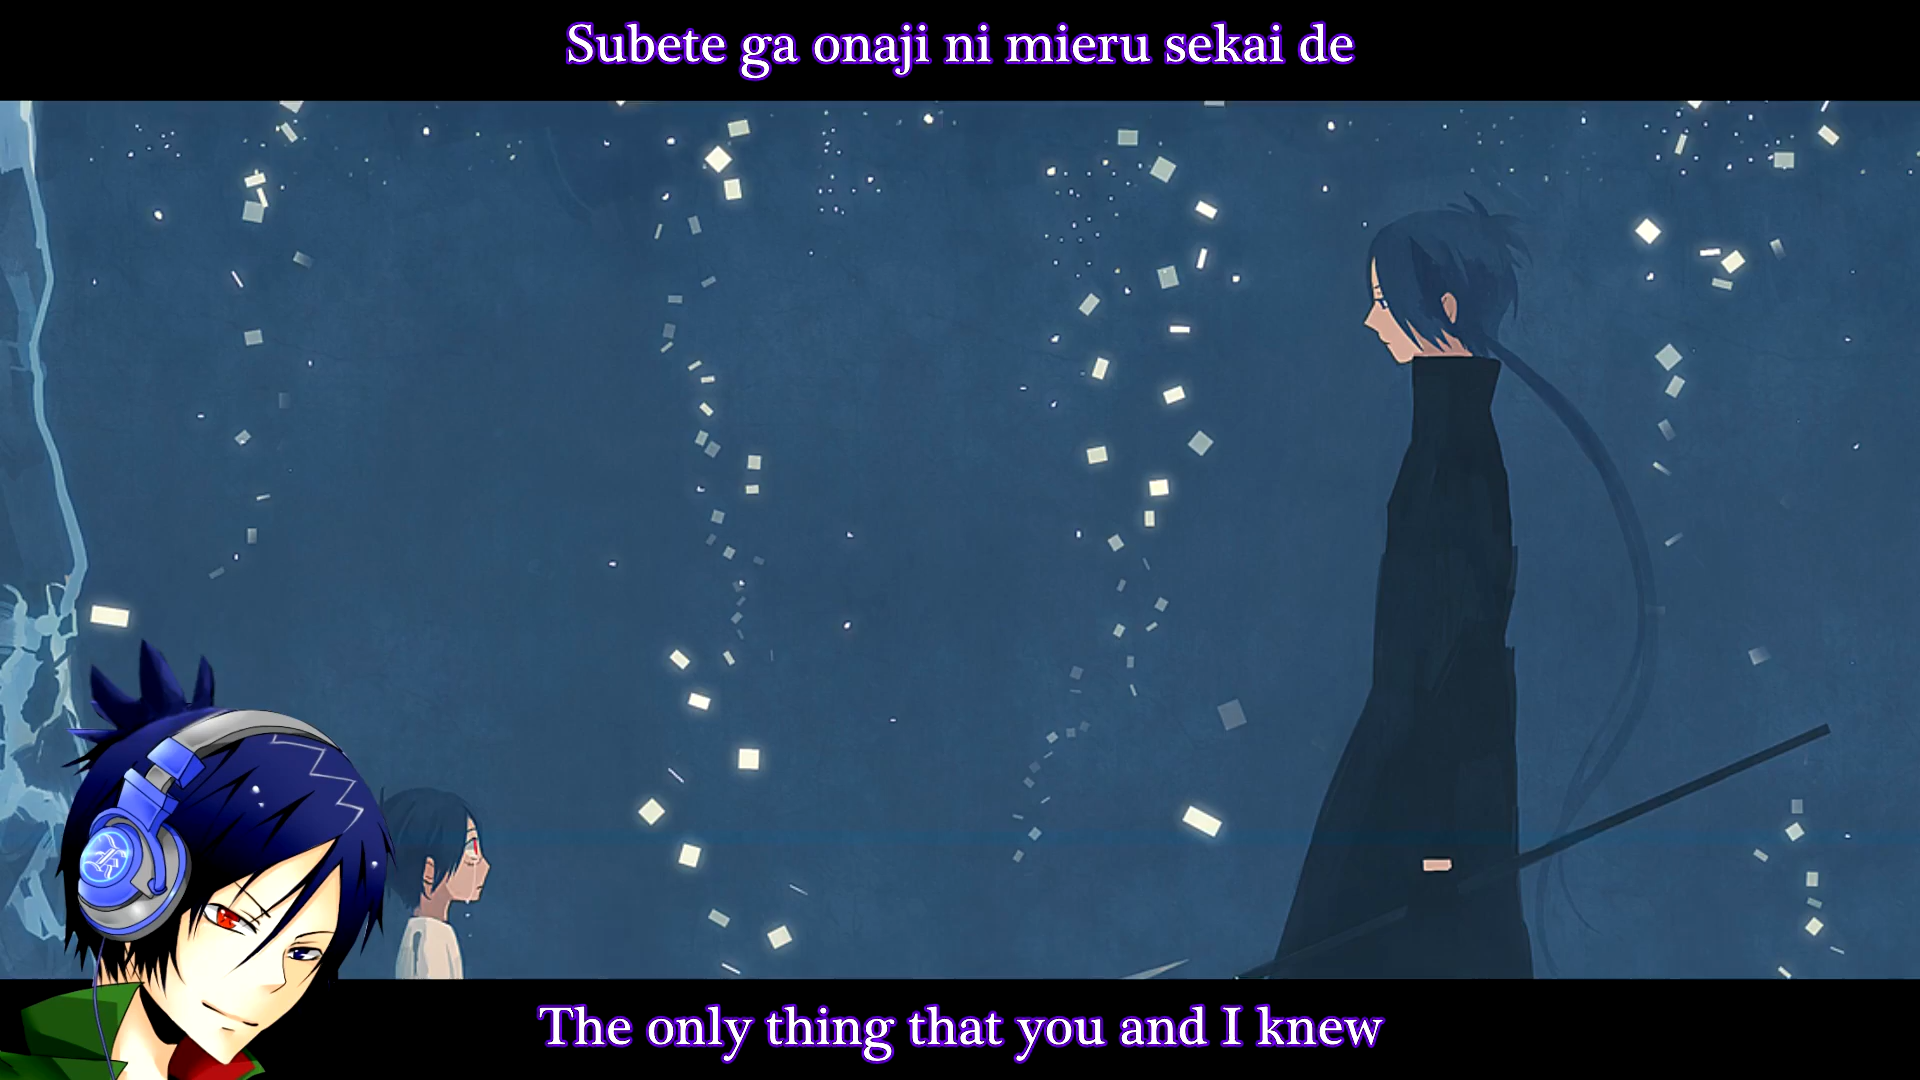 Subete ga onaji ni mieru sekai de
The only thing that you and I knew